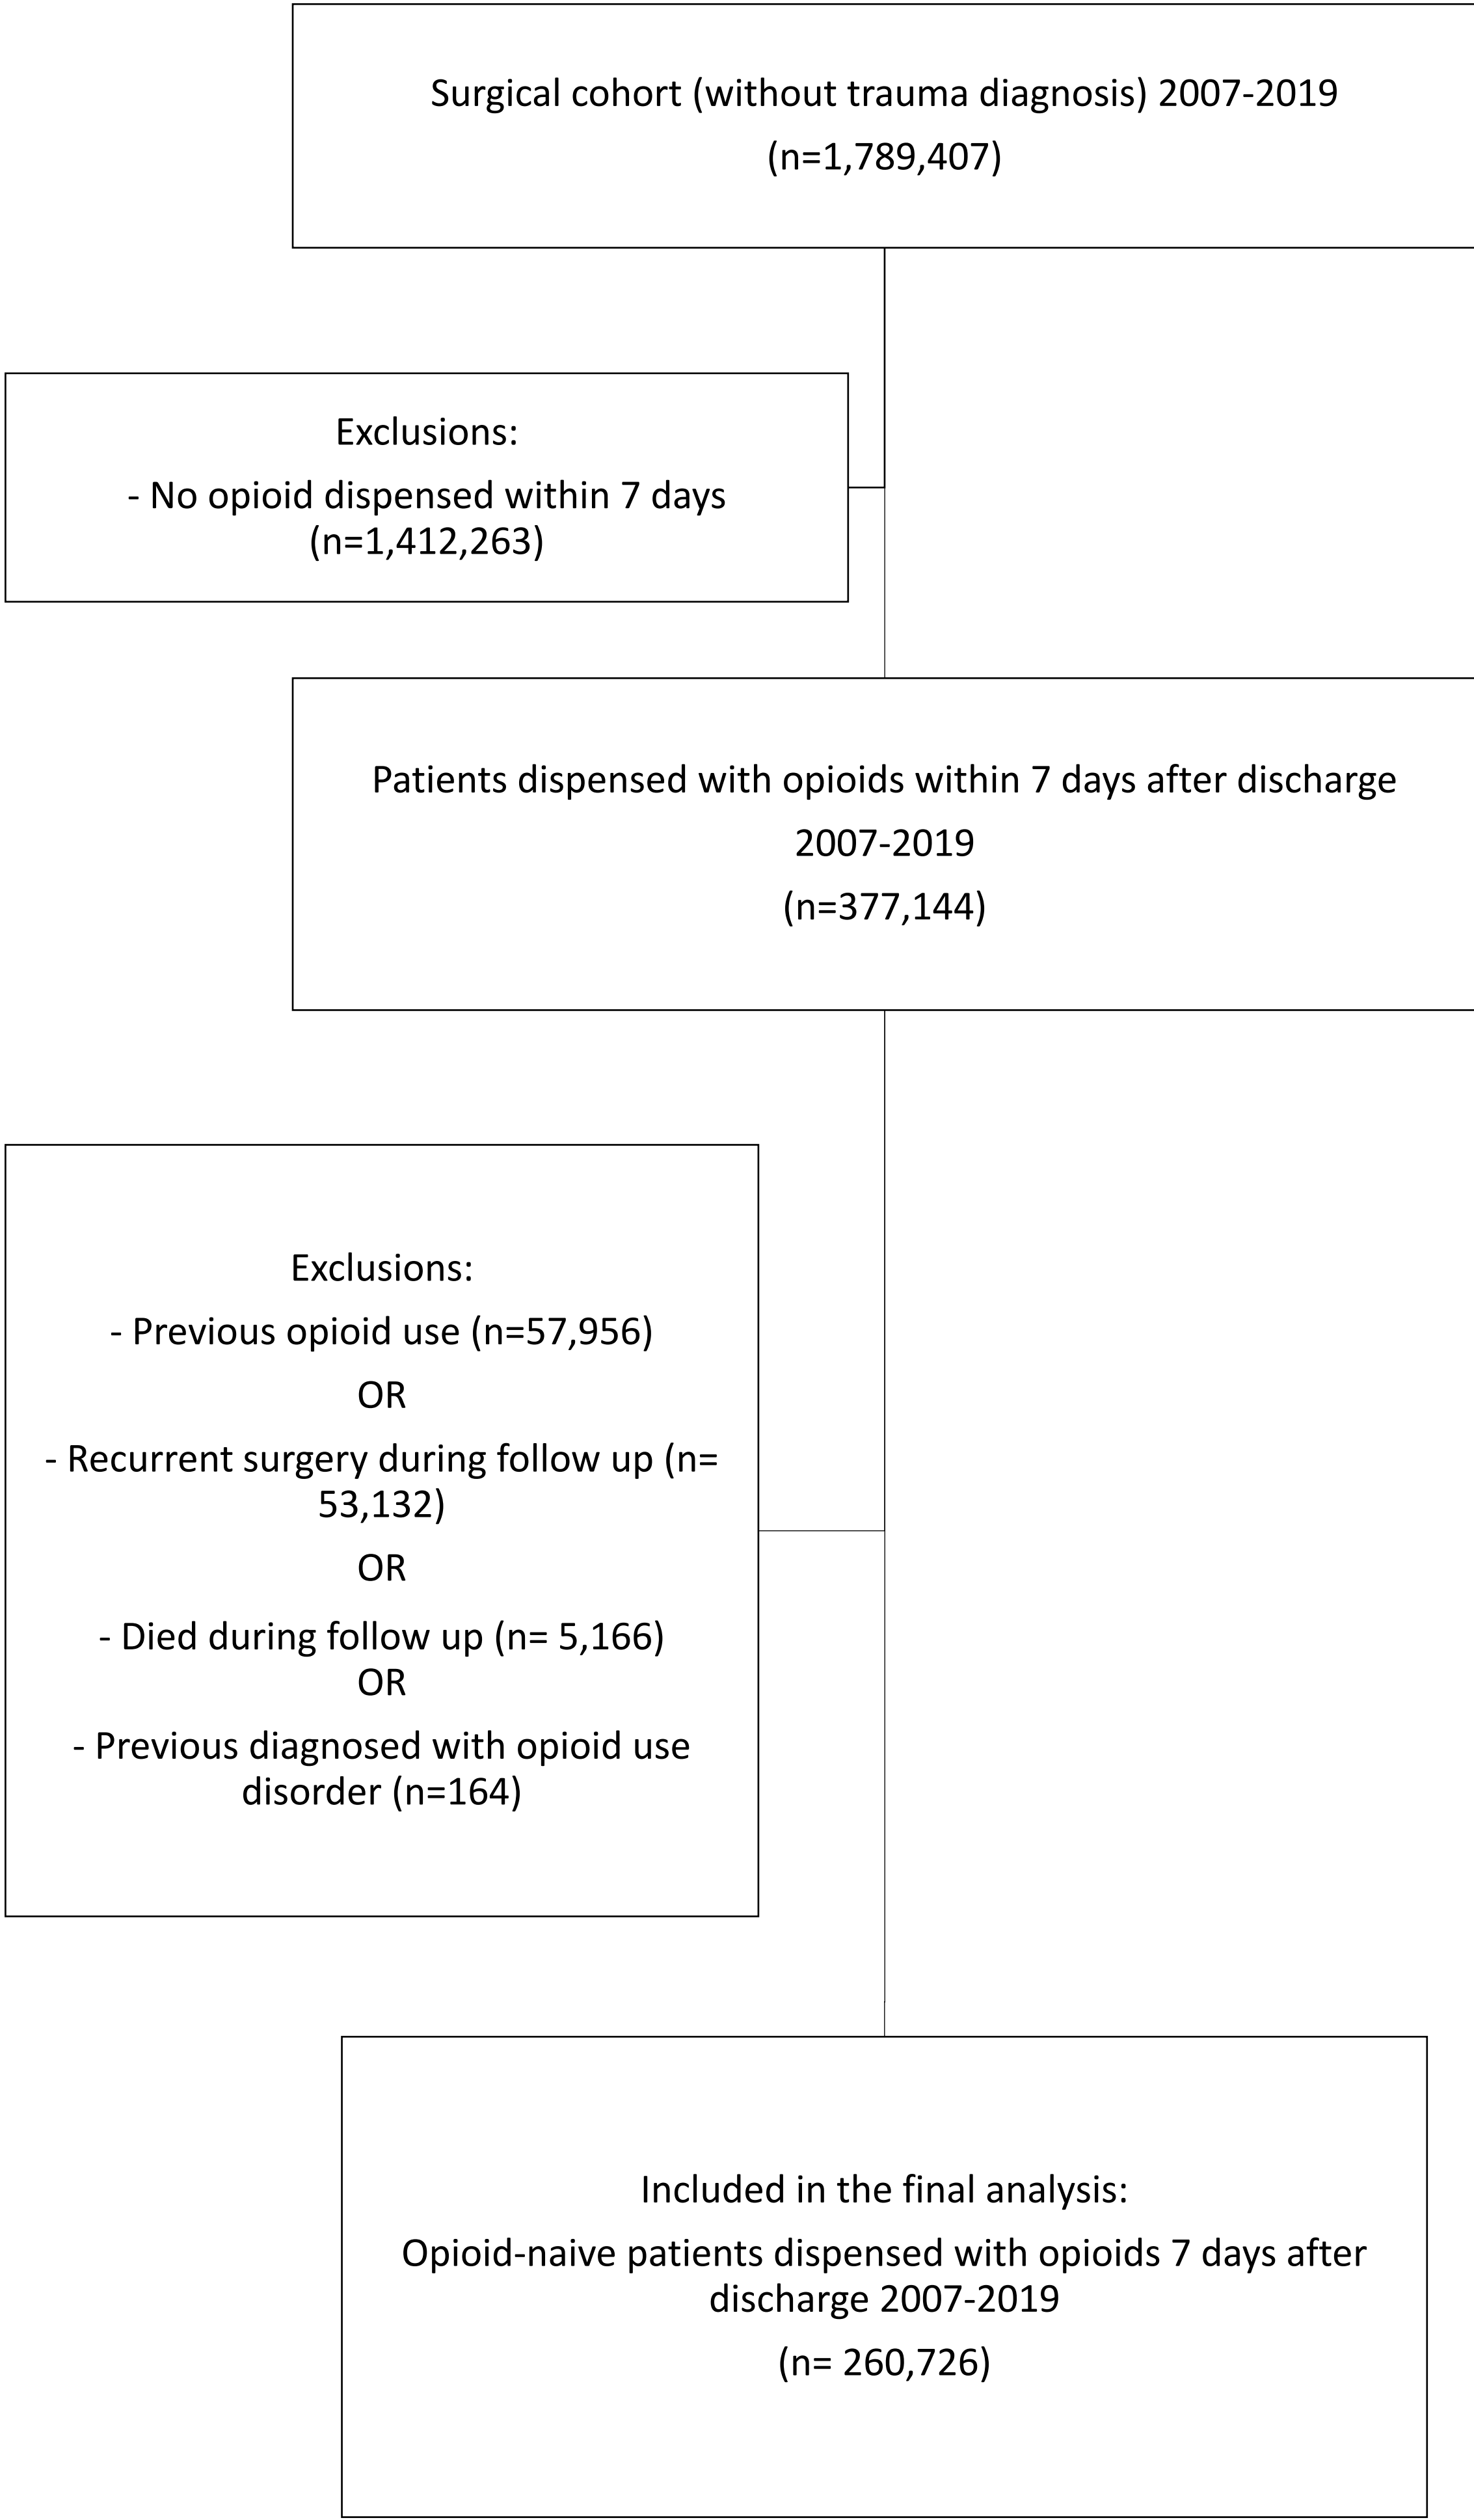 Surgical cohort (without trauma diagnosis) 2007-2019
(n=1,789,407)
Exclusions:
- No opioid dispensed within 7 days
(n=1,412,263)
Patients dispensed with opioids within 7 days after discharge
2007-2019
(n=377,144)
Exclusions:
- Previous opioid use (n=57,956)
OR
- Recurrent surgery during follow up (n=
53,132)
OR
- Died during follow up (n= 5,166)
OR
- Previous diagnosed with opioid use
disorder (n=164)
Included in the final analysis:
Opioid-naive patients dispensed with opioids 7 days after
discharge 2007-2019
(n= 260,726)